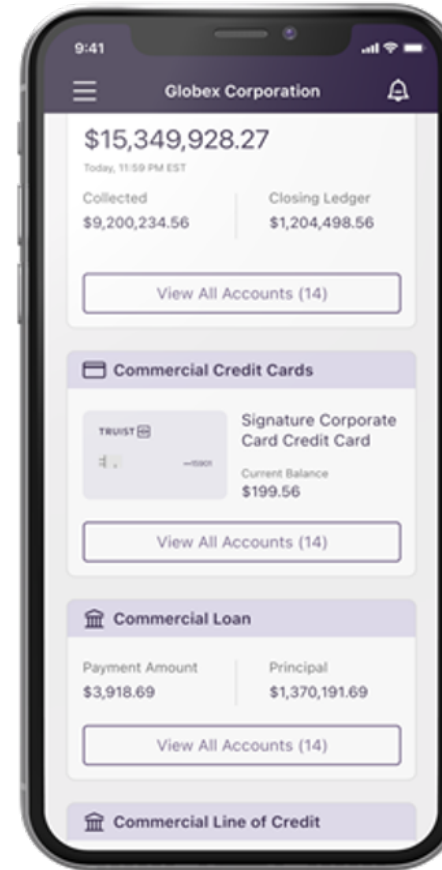 9:41
Globex Corporation
$15,349,928.27
Today, 11:59 PM EST
Collected
Closing Ledger
$9,200,234.56
$1,204,498.56
View All Accounts (14)
Commercial Credit Cards
TRUIST
Signature Corporate
Card Credit Card
Current Balance
$199.56
View All Accounts (14)
Commercial Loan
Payment Amount
Principal
$3,918.69
$1,370,191.69
View All Accounts (14)
Commercial Line of Credit